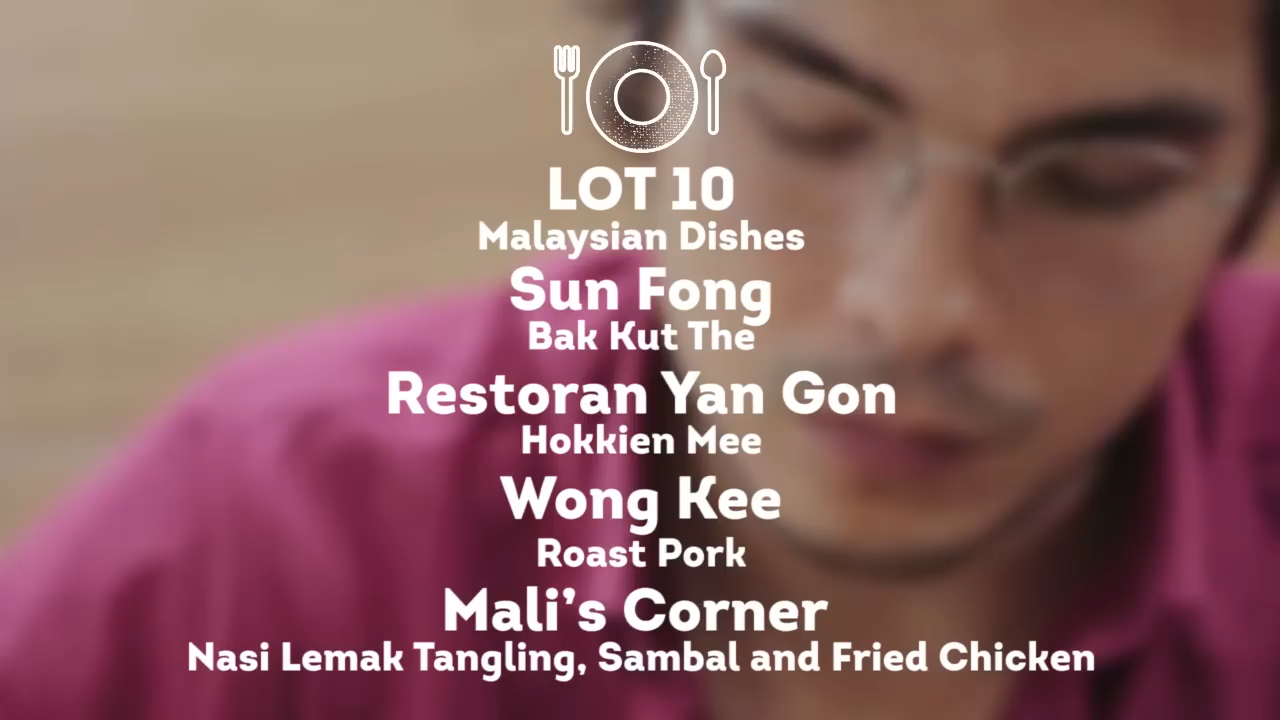 LOT 10
Malaysian Dishes
Sun Fong
Bak Kut The
Restoran Yan Gon
Hokkien Mee
Wong Kee
Roast Pork
Mali's Corner
Nasi Lemak Tangling, Sambal and Fried Chicken